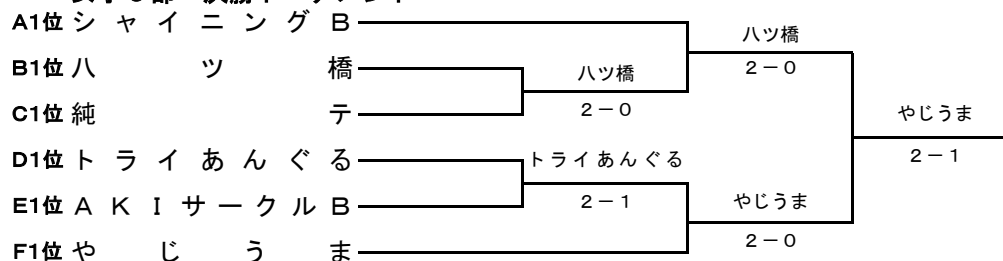 A1位 シャイニングB
八ツ橋
2－0
B1位 八ツ橋
八ツ橋
2－0
C1位 純テ
やじうま
2－1
D1位 トライあんぐる
トライあんぐる
2－1
E1位 AKIサークルB
やじうま
2－0
F1位 やじうま